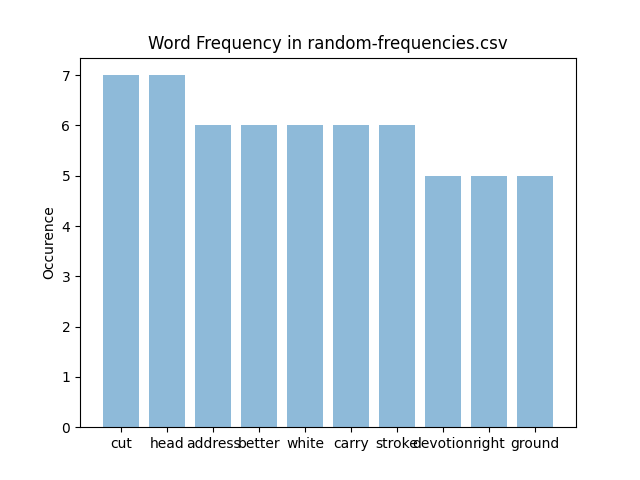 Word Frequency in random-frequencies.csv
7
6
5
4
3
2
1
0
Occurence
cut head address better white carry stroke devotion right ground